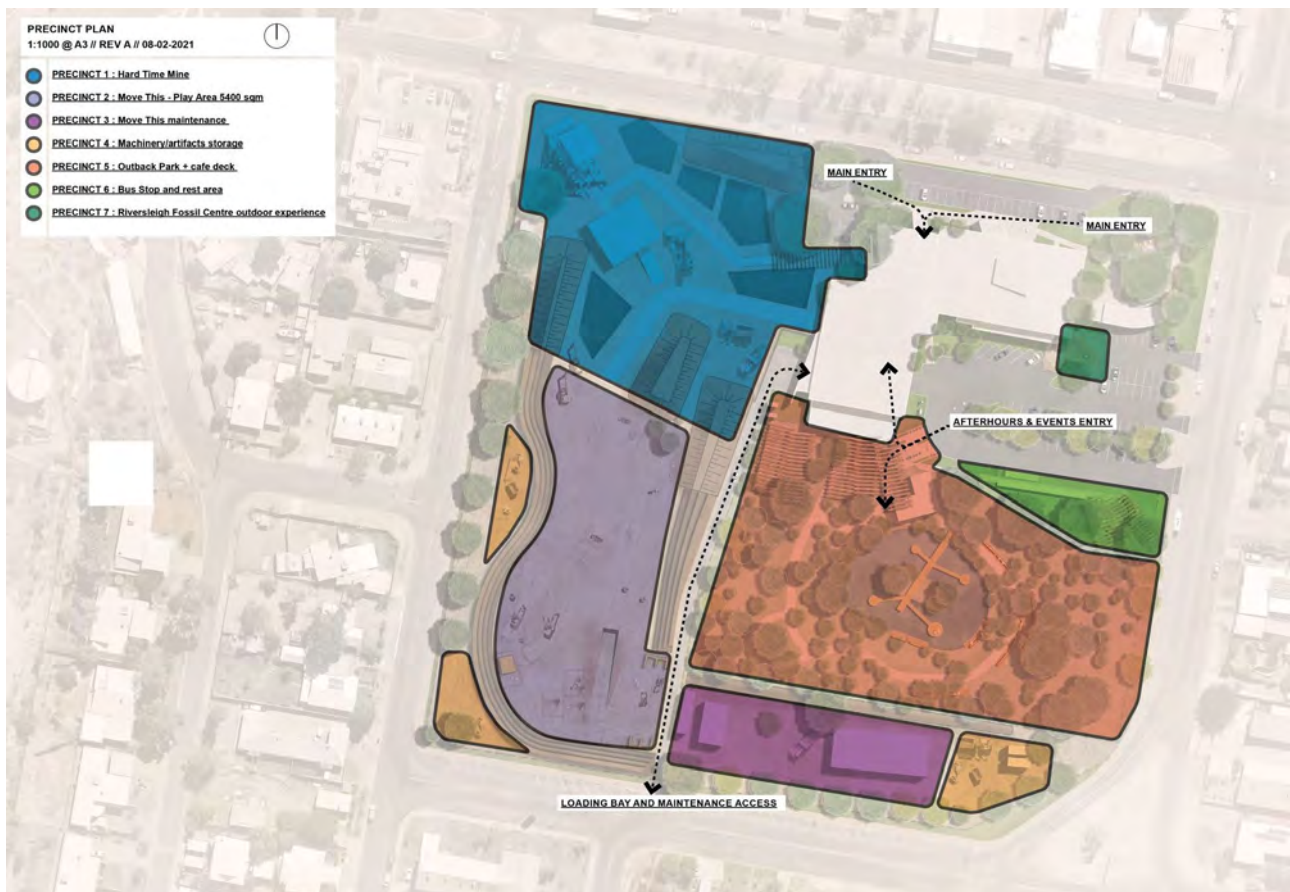 PRECINCT PLAN
1:1000 @ A3 // REV A // 08-02-2021
PRECINCT 1 : Hard Time Mine
PRECINCT 2 : Move This - Play Area 5400 sqm
PRECINCT 3 : Move This maintenance
PRECINCT 4 : Machinery/artifacts storage
PRECINCT 5 : Outback Park + cafe deck
PRECINCT 6 : Bus Stop and rest area
PRECINCT 7 : Riversleigh Fossil Centre outdoor experience
MAIN ENTRY
MAIN ENTRY
AFTERHOURS & EVENTS ENTRY
LOADING BAY AND MAINTENANCE ACCESS